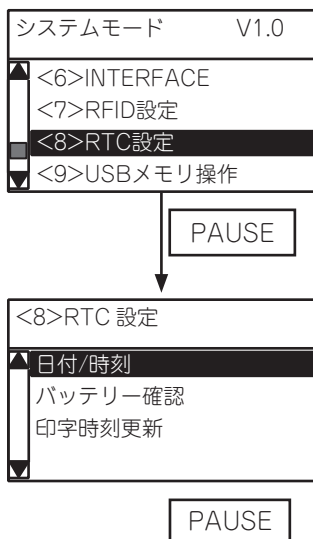 システムモード V1.0
<6>INTERFACE
<7>RFID設定
<8>RTC設定
<9>USBメモリ操作
PAUSE
<8>RTC 設定
日付/時刻
バッテリー確認
印字時刻更新
PAUSE